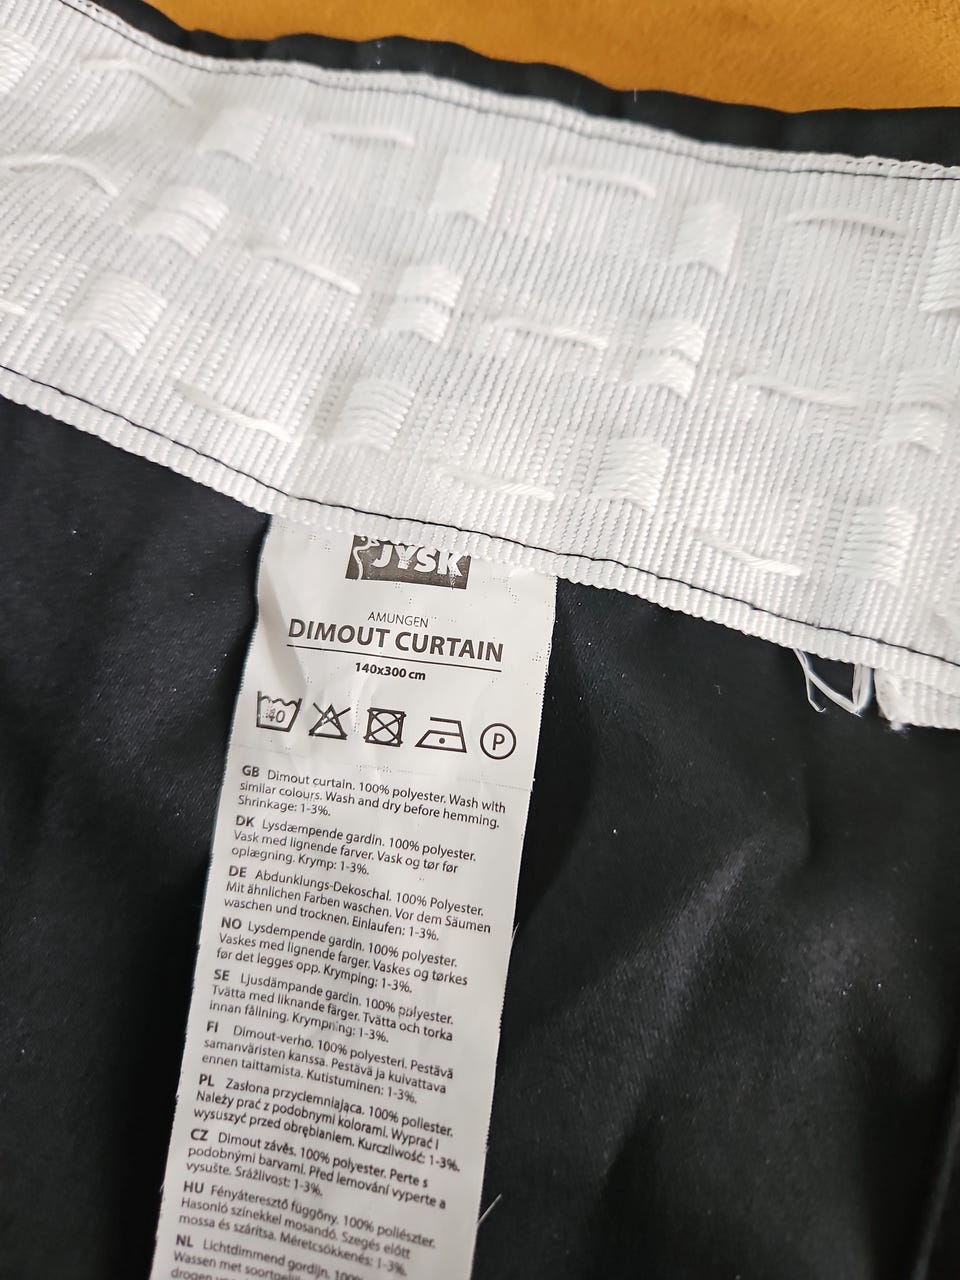 JYSK
AMUNGEN
DIMOUT CURTAIN
140x300 cm
40
P
GB Dimout curtain. 100% polyester. Wash with
similar colours. Wash and dry before hemming.
Shrinkage: 1-3%.
DK Lysdæmpende gardin. 100% polyester.
Vask med lignende farver. Vask og tør før
oplægning. Krymp: 1-3%.
DE Abdunklungs-Dekoschal. 100% Polyester.
Mit ähnlichen Farben waschen. Vor dem Säumen
waschen und trocknen. Einlaufen: 1-3%.
NO Lysdempende gardin. 100% polyester.
Vaskes med lignende farger. Vaskes og tørkes
før det legges opp. Krymping: 1-3%.
SE Ljusdämpande gardin. 100% polyester.
Tvätta med liknande färger. Tvätta och torka
innan fållning. Krympning: 1-3%.
FI Dimout-verho. 100% polyesteri. Pestävä
samanväristen kanssa. Pestävä ja kuivattava
ennen taittamista. Kutistuminen: 1-3%.
PL Zasłona przyciemniająca. 100% poliester.
Należy prać z podobnymi kolorami. Wyprać i
wysuszyć przed obrębianiem. Kurczliwość: 1-3%.
CZ Dimout závěs. 100% polyester. Perte s
podobnými barvami. Před lemování vyperte a
vysušte. Srážlivost: 1-3%.
HU Fényáteresztő függöny. 100% poliészter.
Hasonló színekkel mosandó. Szegés előtt
mossa és szárítsa. Méretcsökkenés: 1-3%.
NL Lichtdimmend gordijn. 100%
Wassen met
drogen